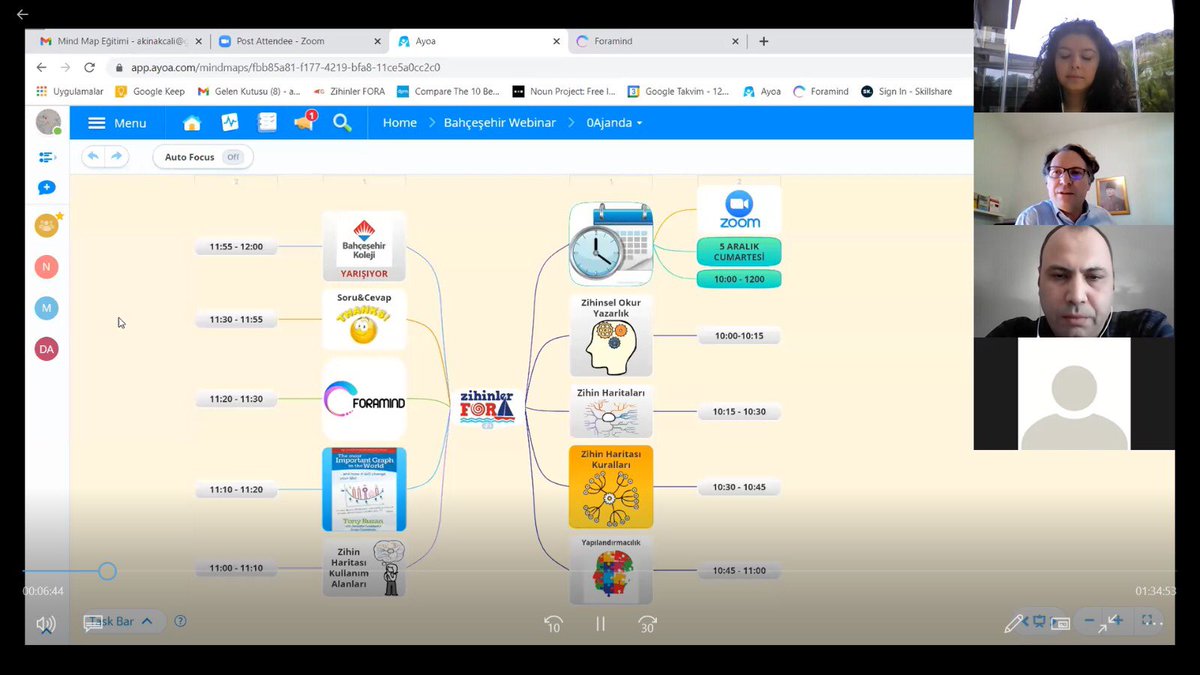 Mind Map Eğitimi - akinakcali@g
Post Attendee - Zoom
Ayoa
Foramind
app.ayoa.com/mindmaps/fbb85a81-f177-4219-bfa8-11ce5a0cc2c0
Uygulamalar
Google Keep
Gelen Kutusu (8) - a...
Zihinler FORA
Compare The 10 Be...
Noun Project: Free I...
Google Takvim - 12...
Ayoa
Foramind
Sign In - Skillshare
Menu
1
Home
Bahçeşehir Webinar
0Ajanda
Auto Focus
Off
2
1
1
2
N
M
DA
11:55 - 12:00
Bahçeşehir
Koleji
YARIŞIYOR
11:30 - 11:55
Soru&Cevap
THANKS!
11:20 - 11:30
FORAMIND
11:10 - 11:20
The most
Important Graph
in the World
Tony Buzan
11:00 - 11:10
Zihin
Haritası
Kullanım
Alanları
zihinler
FORA
zoom
5 ARALIK
CUMARTESİ
10:00 - 1200
Zihinsel Okur
Yazarlık
10:00-10:15
Zihin Haritaları
10:15 - 10:30
Zihin Haritası
Kuralları
10:30 - 10:45
Yapılandırmacılık
10:45 - 11:00
00:06:44
01:34:53
Task Bar
10
30